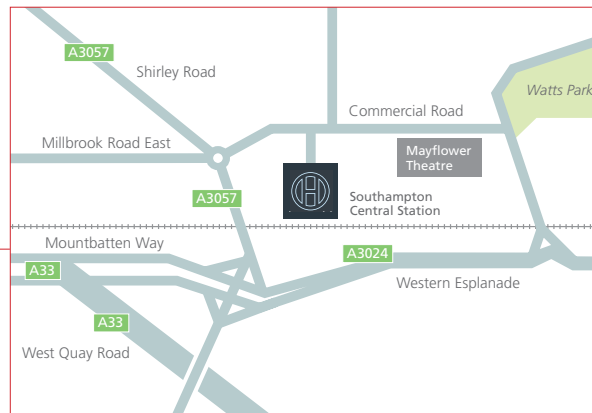 A3057
Shirley Road
Commercial Road
Watts Park
Millbrook Road East
Mayflower
Theatre
A3057
Southampton
Central Station
Mountbatten Way
A33
A3024
Western Esplanade
A33
West Quay Road